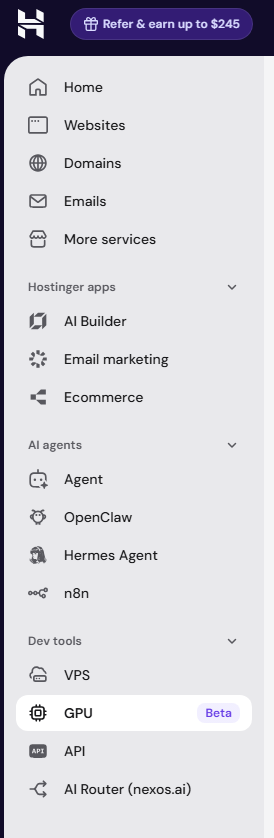 Refer & earn up to $245
Home
Websites
Domains
Emails
More services
Hostinger apps
AI Builder
Email marketing
Ecommerce
AI agents
Agent
OpenClaw
Hermes Agent
n8n
Dev tools
VPS
GPU Beta
API API
AI Router (nexos.ai)